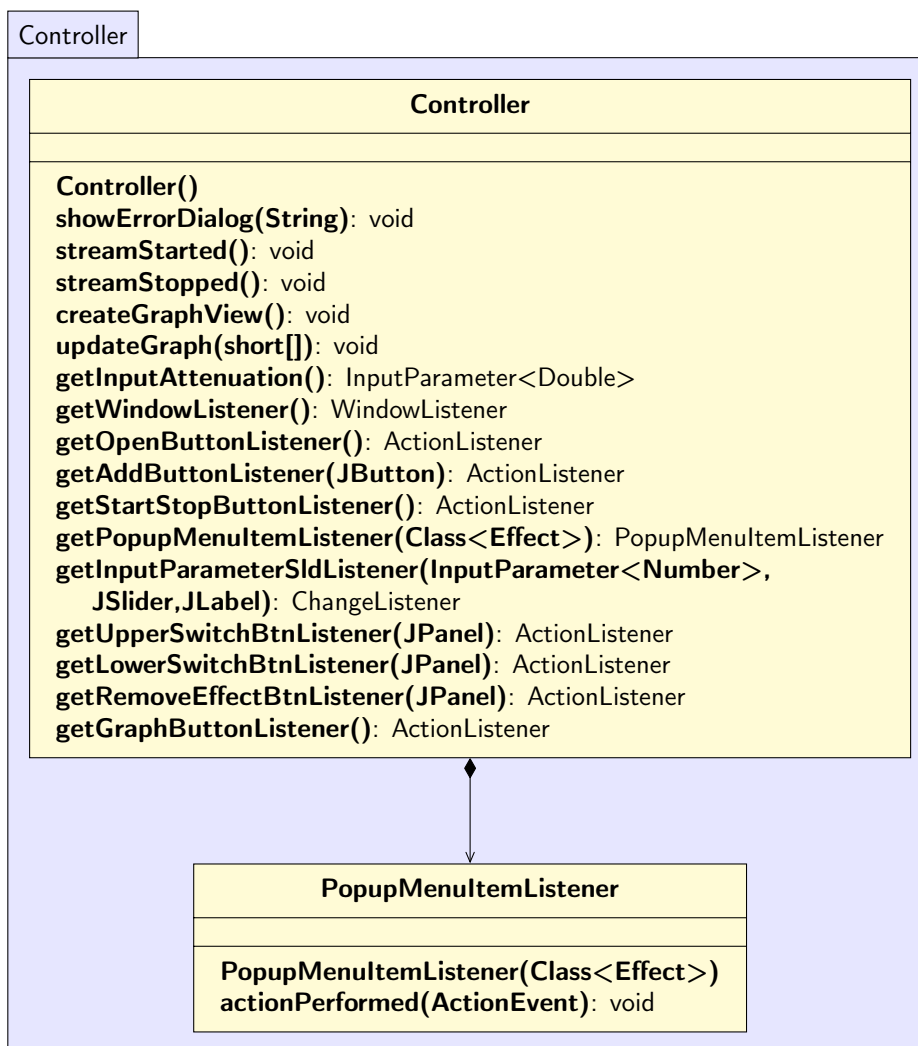 Controller
Controller
Controller()
showErrorDialog(String): void
streamStarted(): void
streamStopped(): void
createGraphView(): void
updateGraph(short[]): void
getInputAttenuation(): InputParameter<Double>
getWindowListener(): WindowListener
getOpenButtonListener(): ActionListener
getAddButtonListener(JButton): ActionListener
getStartStopButtonListener(): ActionListener
getPopupMenuItemListener(Class<Effect>): PopupMenuItemListener
getInputParameterSldListener(InputParameter<Number>,
JSlider,JLabel): ChangeListener
getUpperSwitchBtnListener(JPanel): ActionListener
getLowerSwitchBtnListener(JPanel): ActionListener
getRemoveEffectBtnListener(JPanel): ActionListener
getGraphButtonListener(): ActionListener
PopupMenuItemListener
PopupMenuItemListener(Class<Effect>)
actionPerformed(ActionEvent): void